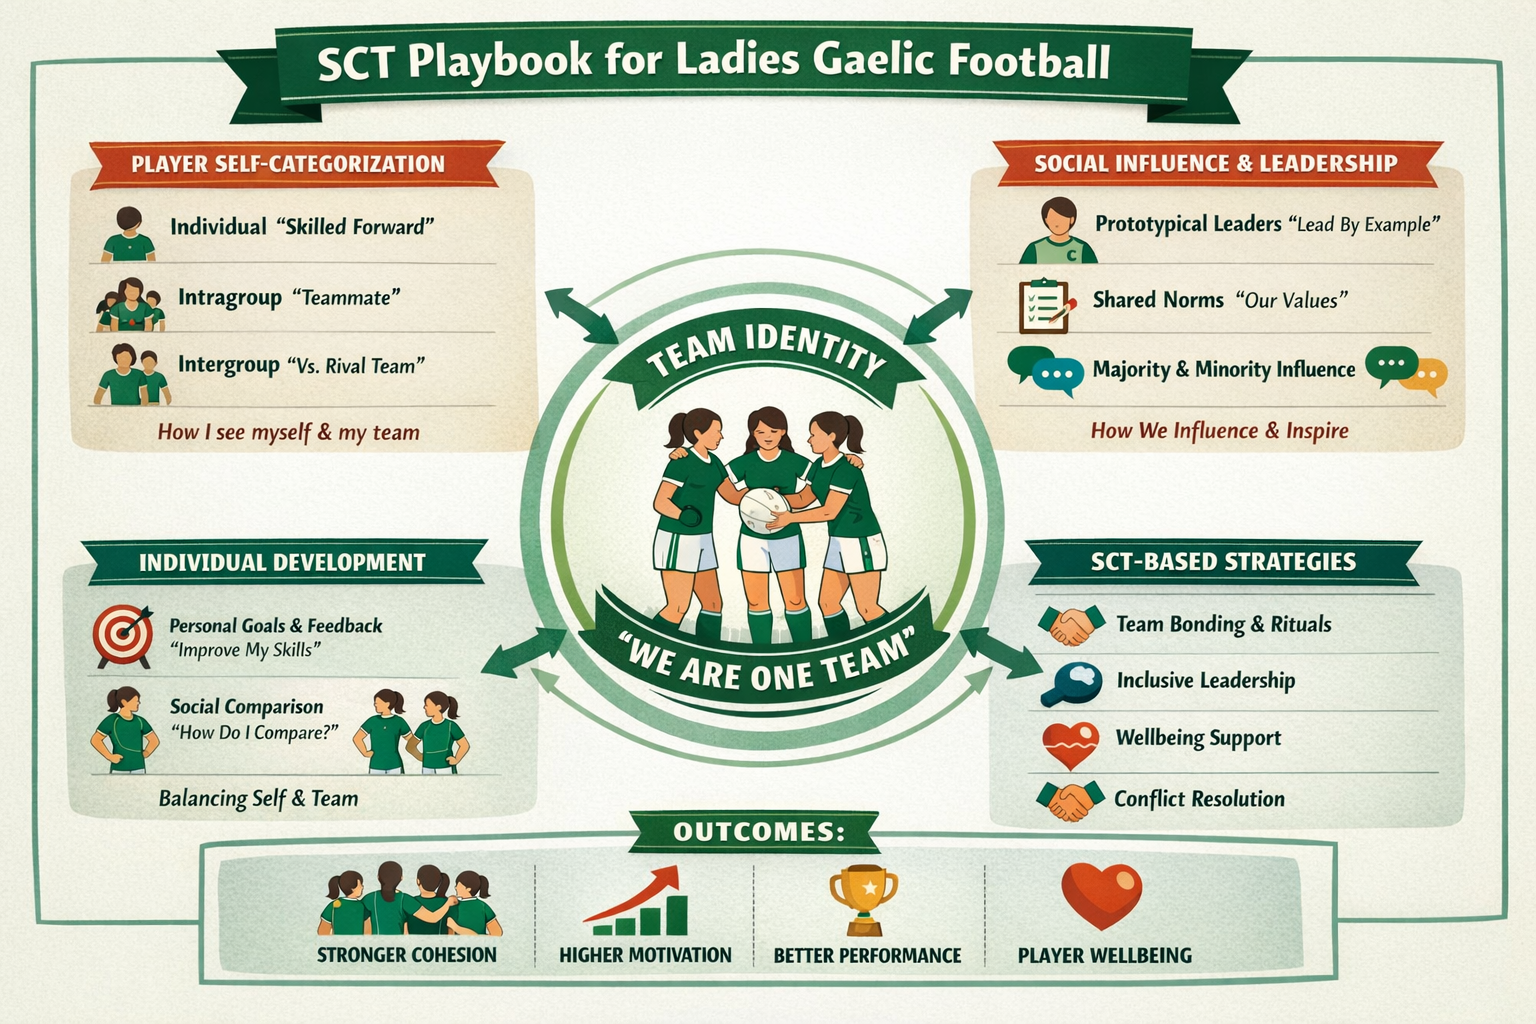 SCT Playbook for Ladies Gaelic Football
PLAYER SELF-CATEGORIZATION
Individual “Skilled Forward”
Intragroup “Teammate”
Intergroup “Vs. Rival Team”
How I see myself & my team
SOCIAL INFLUENCE & LEADERSHIP
Prototypical Leaders “Lead By Example”
C
Shared Norms “Our Values”
Majority & Minority Influence
How We Influence & Inspire
TEAM IDENTITY
“WE ARE ONE TEAM”
INDIVIDUAL DEVELOPMENT
Personal Goals & Feedback
“Improve My Skills”
Social Comparison
“How Do I Compare?”
Balancing Self & Team
SCT-BASED STRATEGIES
Team Bonding & Rituals
Inclusive Leadership
Wellbeing Support
Conflict Resolution
OUTCOMES:
STRONGER COHESION
HIGHER MOTIVATION
BETTER PERFORMANCE
PLAYER WELLBEING